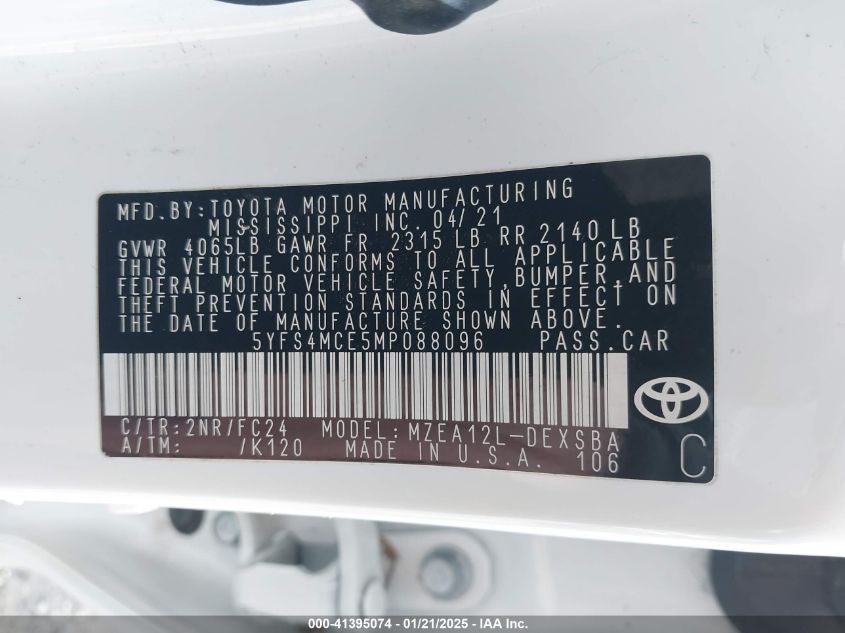 MFD.BY:TOYOTA MOTOR MANUFACTURING
MISSISSIPPI INC. 04/21
GVWR 4065LB GAWR FR 2315 LB RR 2140 LB
THIS VEHICLE CONFORMS TO ALL APPLICABLE
FEDERAL MOTOR VEHICLE SAFETY,BUMPER,AND
THEFT PREVENTION STANDARDS IN EFFECT ON
THE DATE OF MANUFACTURE SHOWN ABOVE.
5YFS4MCE5MP088096 PASS.CAR
C/TR:2NR/FC24 MODEL:MZEA12L-DEXSBA
A/TM: /K120 MADE IN U.S.A. 106
C
000-41395074 / 01/21/2025 - IAA Inc.